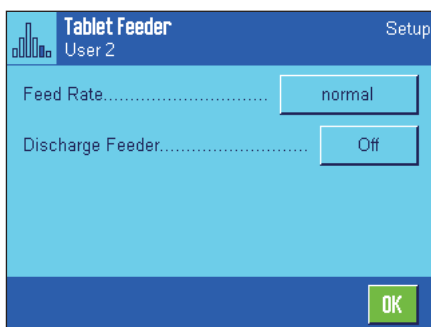 Tablet Feeder Setup
User 2
Feed Rate............................... normal
Discharge Feeder............................ Off
OK